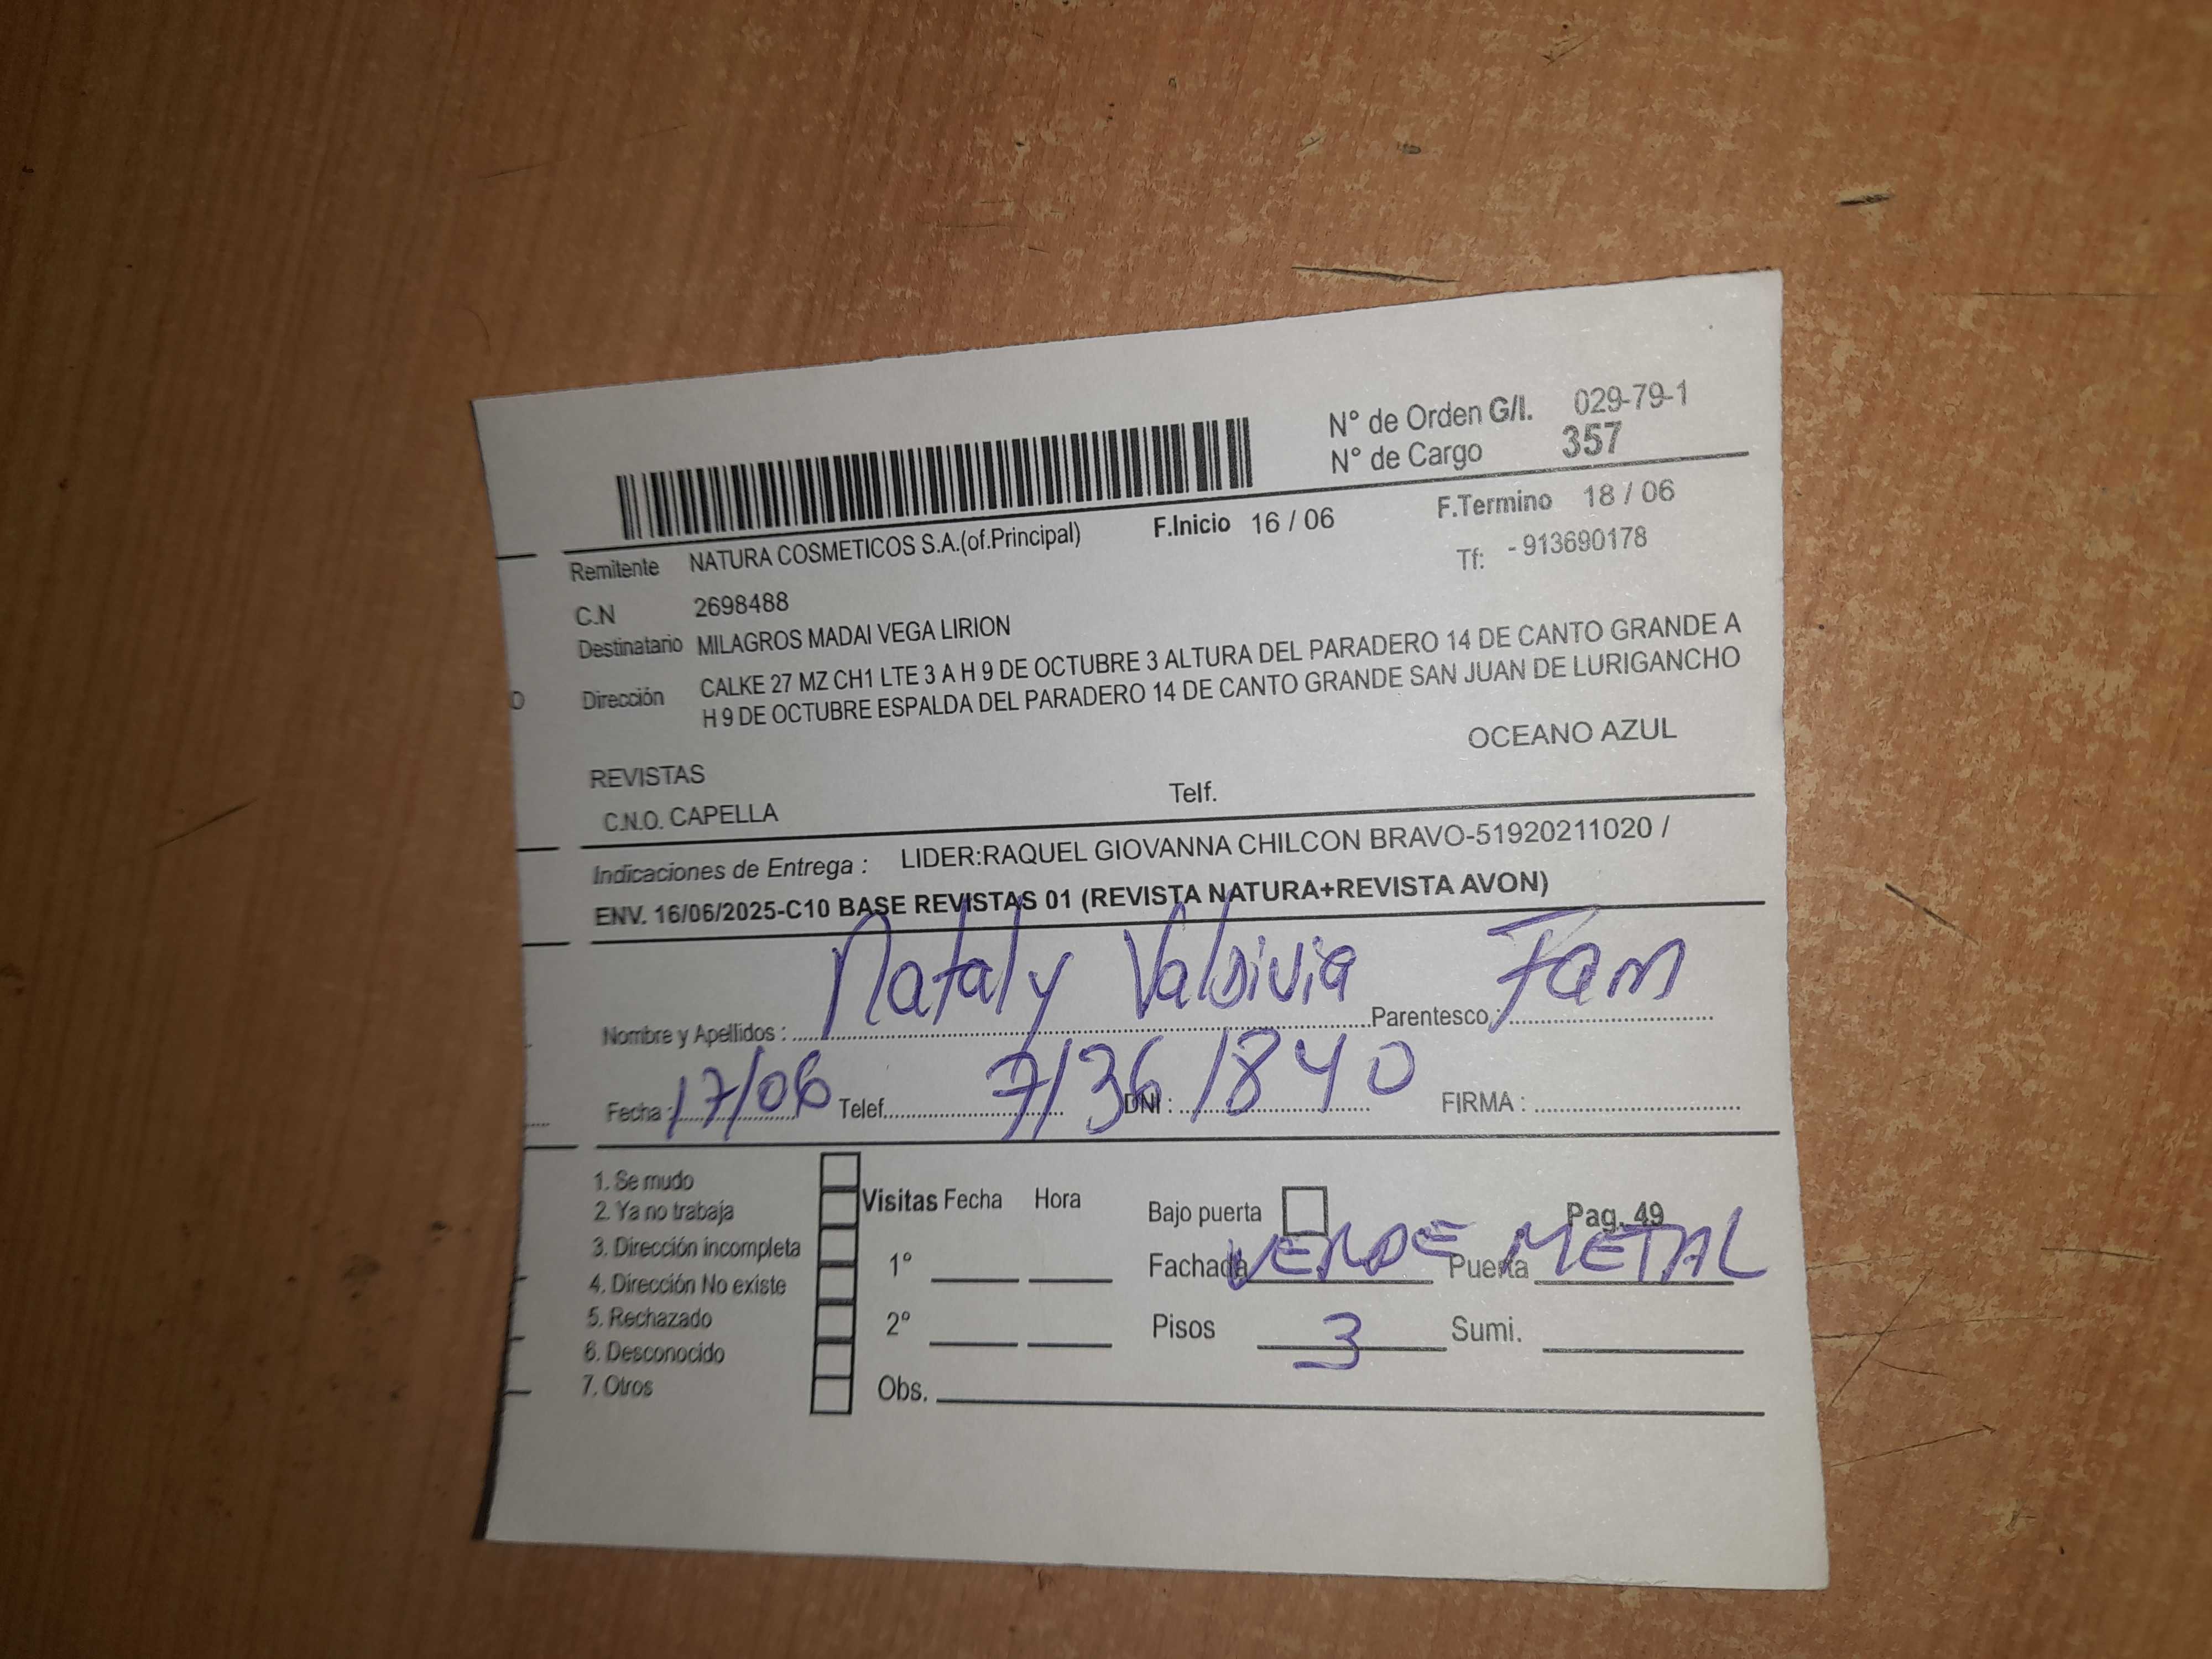 N° de Orden G/I. 029-79-1
N° de Cargo 357
F.Inicio 16 / 06 F.Termino 18 / 06
Remitente NATURA COSMETICOS S.A.(of.Principal) Tf: - 913690178
C.N 2698488
Destinatario MILAGROS MADAI VEGA LIRION
Dirección CALKE 27 MZ CH1 LTE 3 A H 9 DE OCTUBRE 3 ALTURA DEL PARADERO 14 DE CANTO GRANDE A
H 9 DE OCTUBRE ESPALDA DEL PARADERO 14 DE CANTO GRANDE SAN JUAN DE LURIGANCHO
OCEANO AZUL
REVISTAS
C.N.O. CAPELLA Telf.
Indicaciones de Entrega : LIDER:RAQUEL GIOVANNA CHILCON BRAVO-51920211020 /
ENV. 16/06/2025-C10 BASE REVISTAS 01 (REVISTA NATURA+REVISTA AVON)
Nombre y Apellidos : Nataly Valdivia Parentesco : Fam
Fecha : 17/06 Telef. DNI : 71361840 FIRMA :
1. Se mudo
2. Ya no trabaja
3. Dirección incompleta
4. Dirección No existe
5. Rechazado
6. Desconocido
7. Otros
Visitas Fecha Hora
1°
2°
Obs.
Bajo puerta Pag. 49
Fachada VERDE Puerta METAL
Pisos 3 Sumi.